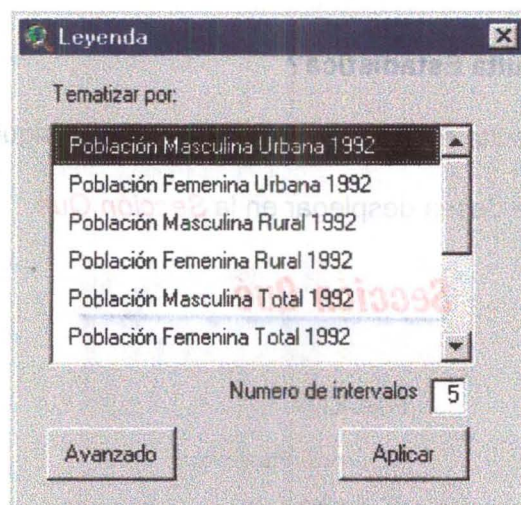 Leyenda
Tematizar por:
Población Masculina Urbana 1992
Población Femenina Urbana 1992
Población Masculina Rural 1992
Población Femenina Rural 1992
Población Masculina Total 1992
Población Femenina Total 1992
Numero de intervalos 5
Avanzado
Aplicar